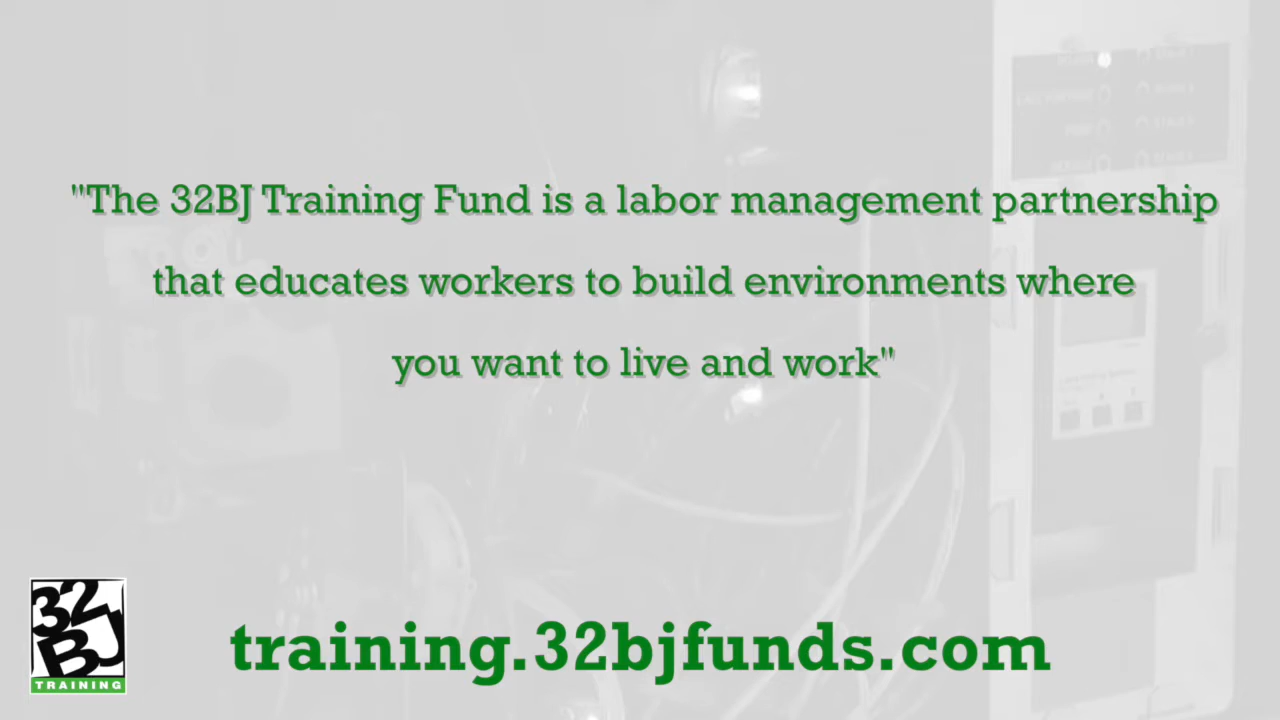 "The 32BJ Training Fund is a labor management partnership
that educates workers to build environments where
you want to live and work"
32
BJ
TRAINING
training.32bjfunds.com